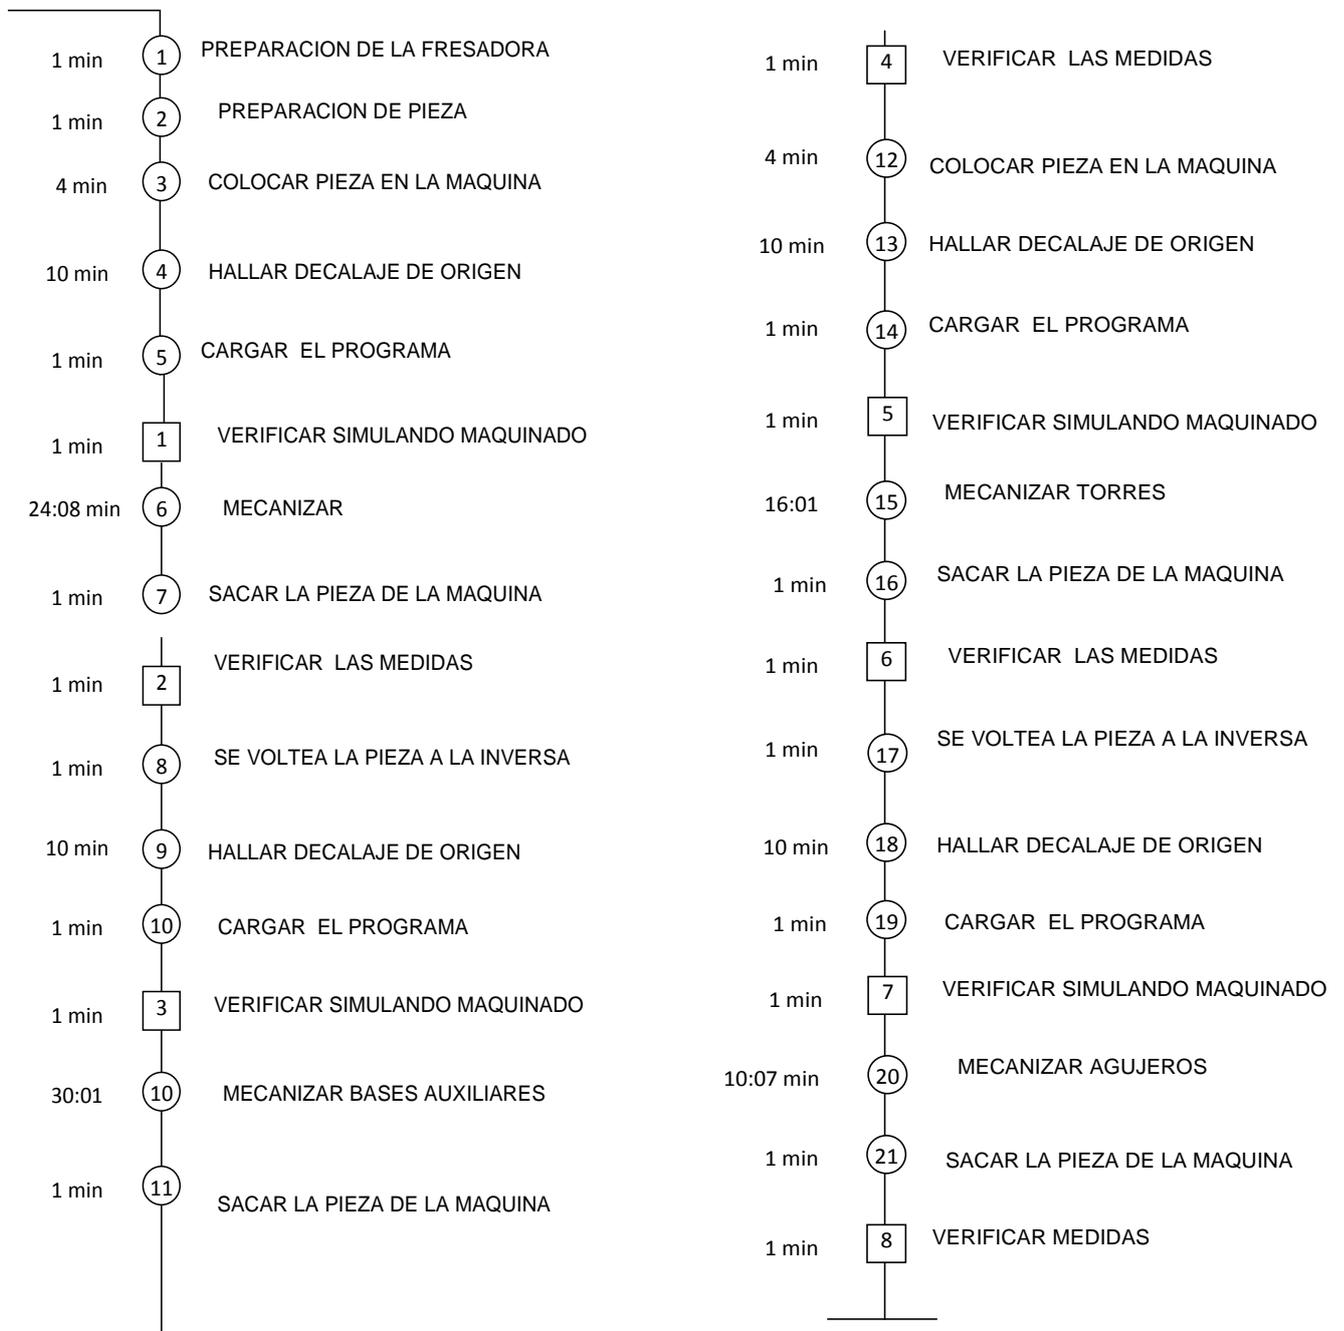 1 min 1 PREPARACION DE LA FRESADORA
1 min 2 PREPARACION DE PIEZA
4 min 3 COLOCAR PIEZA EN LA MAQUINA
10 min 4 HALLAR DECALAJE DE ORIGEN
1 min 5 CARGAR EL PROGRAMA
1 min 1 VERIFICAR SIMULANDO MAQUINADO
24:08 min 6 MECANIZAR
1 min 7 SACAR LA PIEZA DE LA MAQUINA
1 min 2 VERIFICAR LAS MEDIDAS
1 min 8 SE VOLTEA LA PIEZA A LA INVERSA
10 min 9 HALLAR DECALAJE DE ORIGEN
1 min 10 CARGAR EL PROGRAMA
1 min 3 VERIFICAR SIMULANDO MAQUINADO
30:01 10 MECANIZAR BASES AUXILIARES
1 min 11 SACAR LA PIEZA DE LA MAQUINA
1 min 4 VERIFICAR LAS MEDIDAS
4 min 12 COLOCAR PIEZA EN LA MAQUINA
10 min 13 HALLAR DECALAJE DE ORIGEN
1 min 14 CARGAR EL PROGRAMA
1 min 5 VERIFICAR SIMULANDO MAQUINADO
16:01 15 MECANIZAR TORRES
1 min 16 SACAR LA PIEZA DE LA MAQUINA
1 min 6 VERIFICAR LAS MEDIDAS
1 min 17 SE VOLTEA LA PIEZA A LA INVERSA
10 min 18 HALLAR DECALAJE DE ORIGEN
1 min 19 CARGAR EL PROGRAMA
1 min 7 VERIFICAR SIMULANDO MAQUINADO
10:07 min 20 MECANIZAR AGUJEROS
1 min 21 SACAR LA PIEZA DE LA MAQUINA
1 min 8 VERIFICAR MEDIDAS